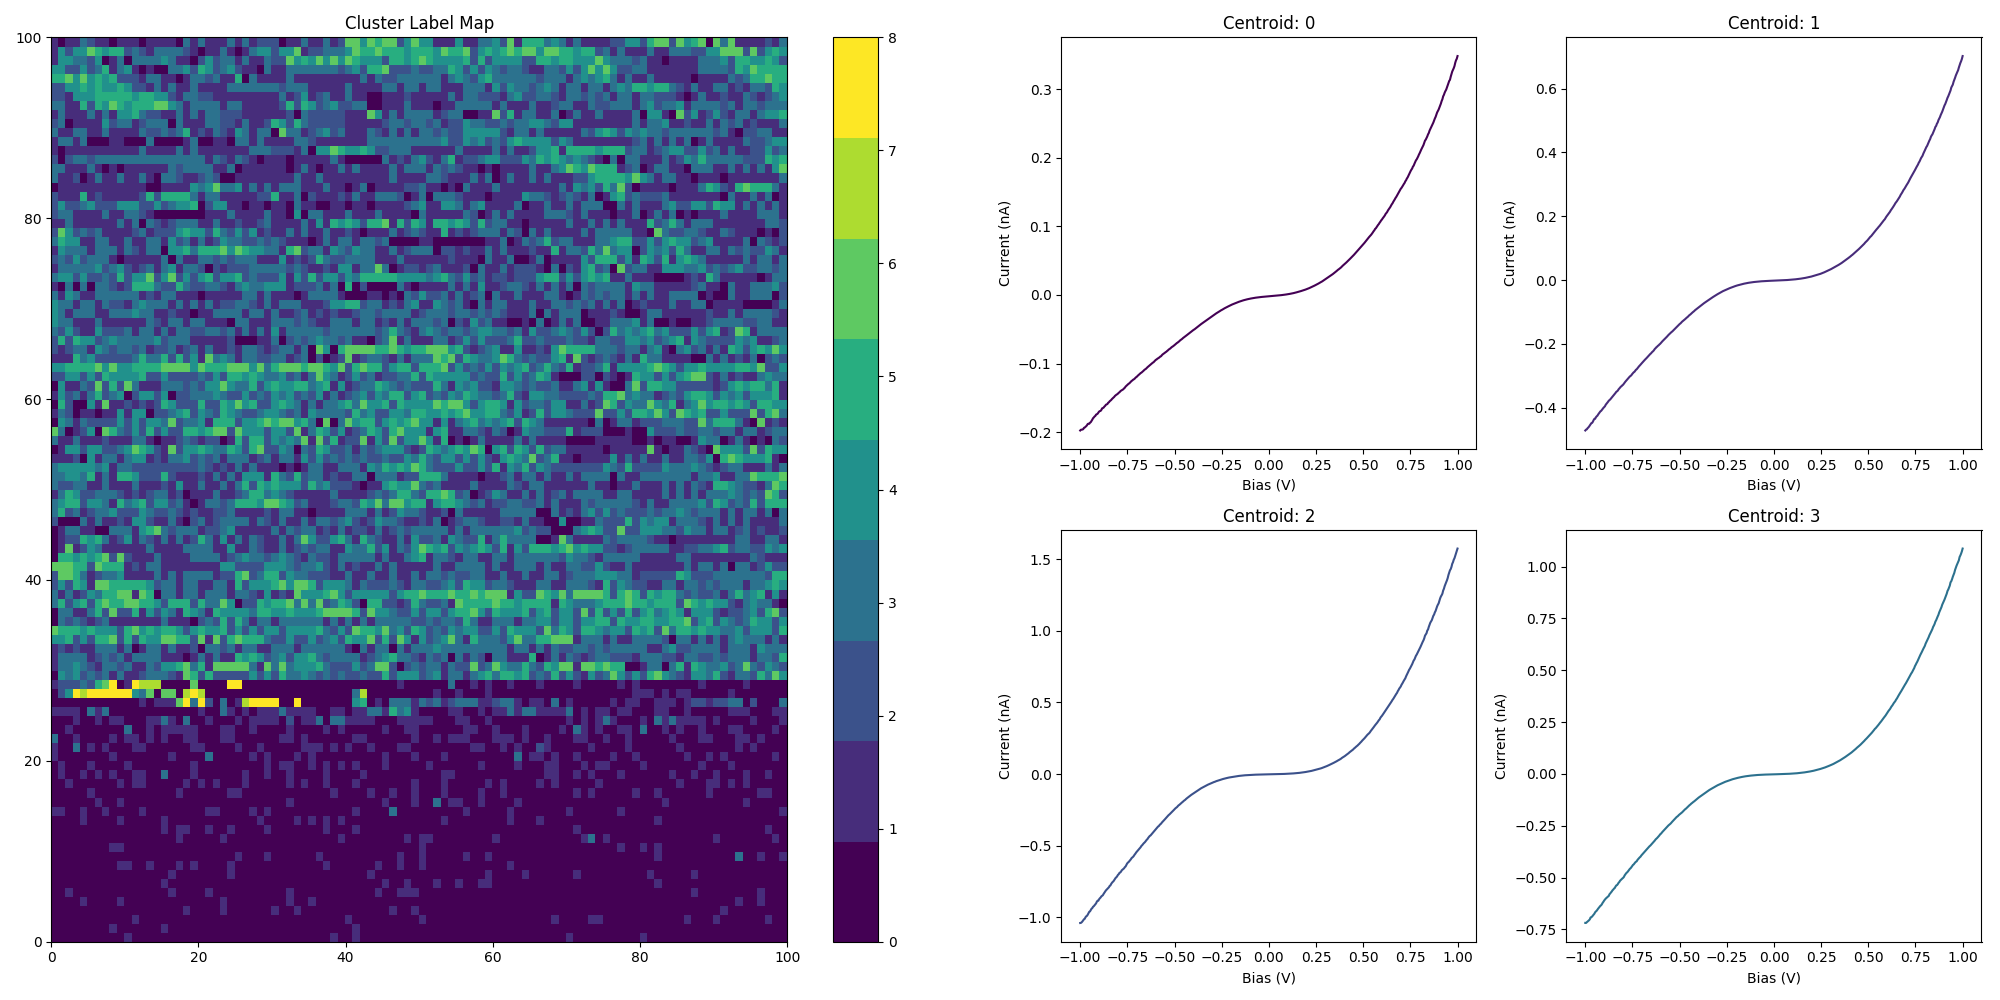 Cluster Label Map
100
80
60
40
20
0
0 20 40 60 80 100
8
7
6
5
4
3
2
1
0
Centroid: 0
Current (nA)
0.3
0.2
0.1
0.0
−0.1
−0.2
−1.00 −0.75 −0.50 −0.25 0.00 0.25 0.50 0.75 1.00
Bias (V)
Centroid: 1
Current (nA)
0.6
0.4
0.2
0.0
−0.2
−0.4
−1.00 −0.75 −0.50 −0.25 0.00 0.25 0.50 0.75 1.00
Bias (V)
Centroid: 2
Current (nA)
1.5
1.0
0.5
0.0
−0.5
−1.0
−1.00 −0.75 −0.50 −0.25 0.00 0.25 0.50 0.75 1.00
Bias (V)
Centroid: 3
Current (nA)
1.00
0.75
0.50
0.25
0.00
−0.25
−0.50
−0.75
−1.00 −0.75 −0.50 −0.25 0.00 0.25 0.50 0.75 1.00
Bias (V)